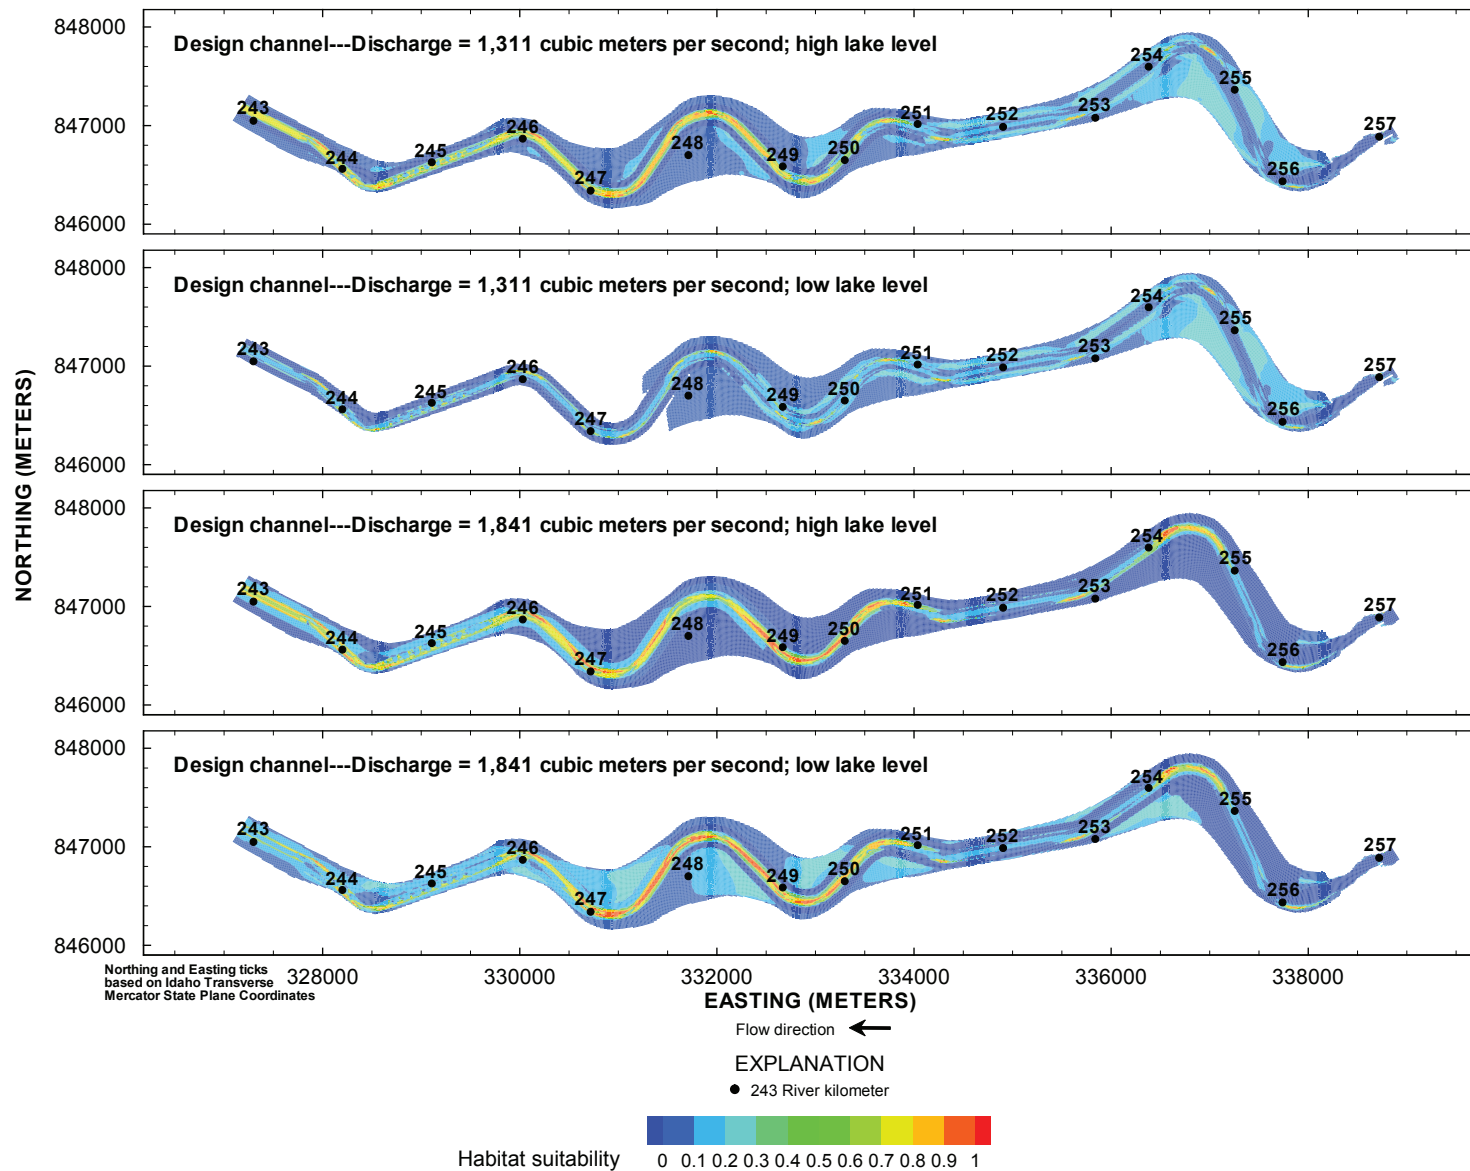 848000
Design channel---Discharge = 1,311 cubic meters per second; high lake level
847000
846000
243 244 245 246 247 248 249 250 251 252 253 254 255 256 257
848000
Design channel---Discharge = 1,311 cubic meters per second; low lake level
847000
846000
243 244 245 246 247 248 249 250 251 252 253 254 255 256 257
NORTHING (METERS)
848000
Design channel---Discharge = 1,841 cubic meters per second; high lake level
847000
846000
243 244 245 246 247 248 249 250 251 252 253 254 255 256 257
848000
Design channel---Discharge = 1,841 cubic meters per second; low lake level
847000
846000
243 244 245 246 247 248 249 250 251 252 253 254 255 256 257
Northing and Easting ticks
based on Idaho Transverse
Mercator State Plane Coordinates
328000 330000 332000 334000 336000 338000
EASTING (METERS)
Flow direction
EXPLANATION
243 River kilometer
Habitat suitability
0 0.1 0.2 0.3 0.4 0.5 0.6 0.7 0.8 0.9 1